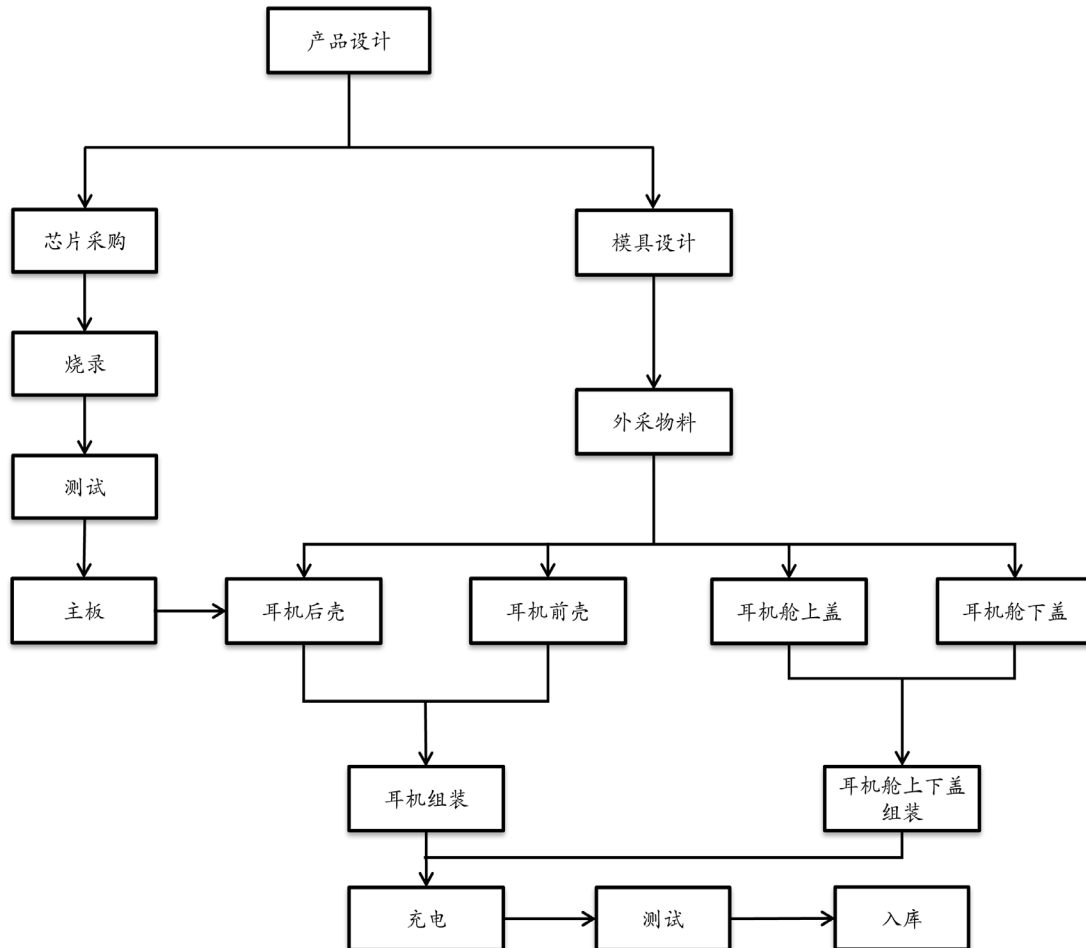 产品设计
芯片采购
模具设计
烧录
外采物料
测试
主板
耳机后壳
耳机前壳
耳机舱上盖
耳机舱下盖
耳机组装
耳机舱上下盖
组装
充电
测试
入库